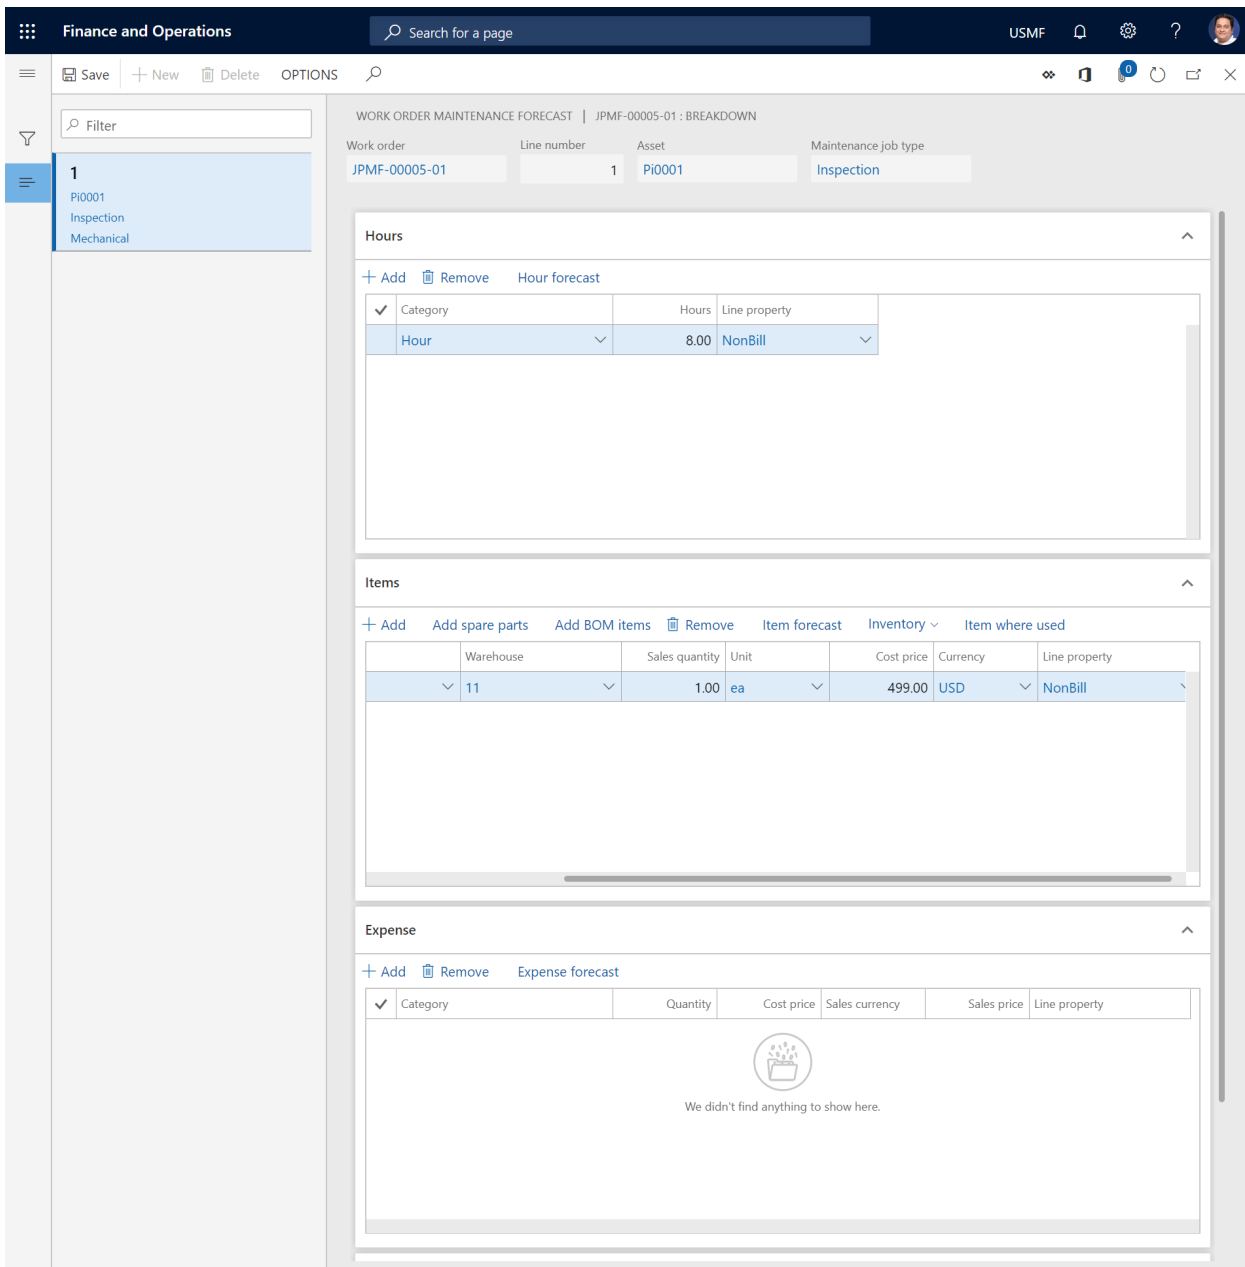 Finance and Operations
Search for a page
USMF
?
Save
New
Delete
OPTIONS
0
Filter
1
Pi0001
Inspection
Mechanical
WORK ORDER MAINTENANCE FORECAST | JPMF-00005-01 : BREAKDOWN
Work order Line number Asset Maintenance job type
JPMF-00005-01 1 Pi0001 Inspection
Hours
Add Remove Hour forecast
Category Hours Line property
Hour 8.00 NonBill
Items
Add Add spare parts Add BOM items Remove Item forecast Inventory Item where used
Warehouse Sales quantity Unit Cost price Currency Line property
11 1.00 ea 499.00 USD NonBill
Expense
Add Remove Expense forecast
Category Quantity Cost price Sales currency Sales price Line property
We didn't find anything to show here.